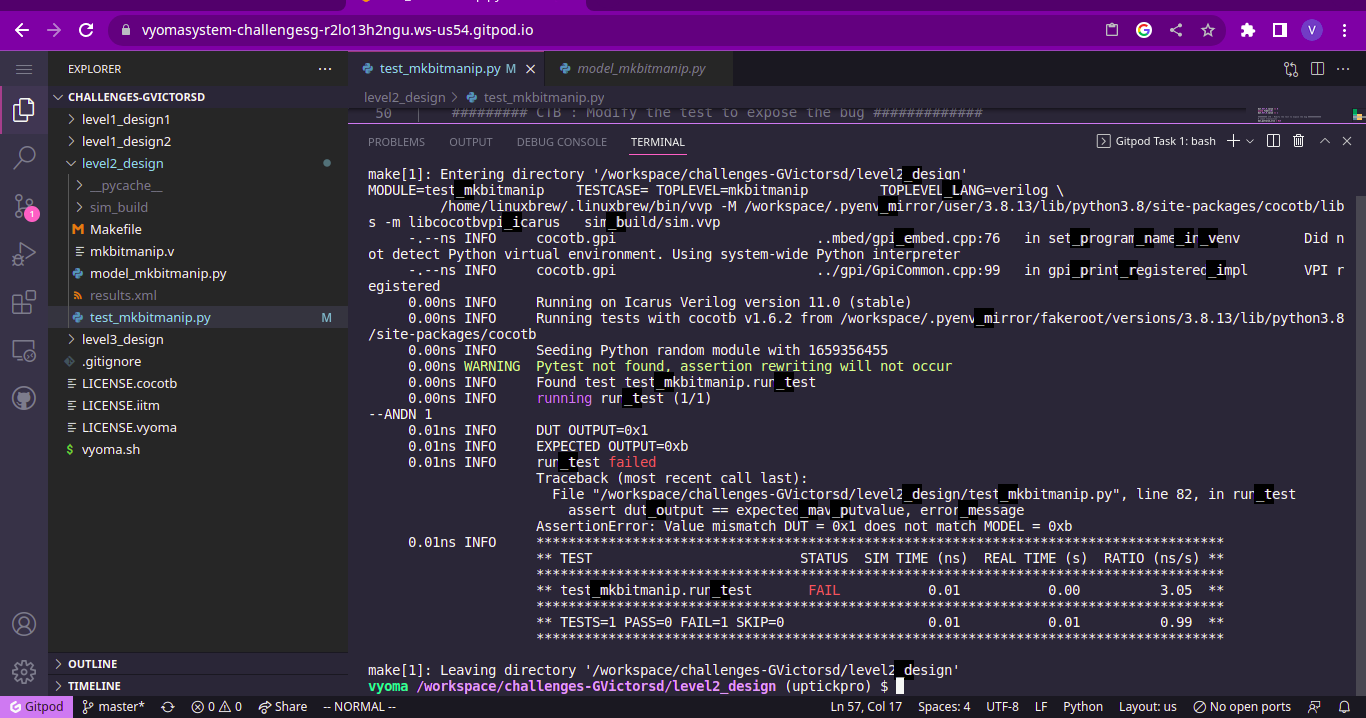 vyomasystem-challengesg-r2lo13h2ngu.ws-us54.gitpod.io
V
EXPLORER
test_mkbitmanip.py M
model_mkbitmanip.py
CHALLENGES-GVICTORSD
level2_design > test_mkbitmanip.py
level1_design1
50 ######### CTB : Modify the test to expose the bug #############
level1_design2
PROBLEMS OUTPUT DEBUG CONSOLE TERMINAL
Gitpod Task 1: bash
level2_design
__pycache__
sim_build
1
Makefile
mkbitmanip.v
model_mkbitmanip.py
results.xml
test_mkbitmanip.py M
level3_design
.gitignore
LICENSE.cocotb
LICENSE.iitm
LICENSE.vyoma
vyoma.sh
make[1]: Entering directory '/workspace/challenges-GVictorsd/level2_design'
MODULE=test_mkbitmanip TESTCASE= TOPLEVEL=mkbitmanip TOPLEVEL_LANG=verilog \
/home/linuxbrew/.linuxbrew/bin/vvp -M /workspace/.pyenv_mirror/user/3.8.13/lib/python3.8/site-packages/cocotb/lib
s -m libcocotbvpi_icarus sim_build/sim.vvp
-.--ns INFO cocotb.gpi ..mbed/gpi_embed.cpp:76 in set_program_name_in_venv Did n
ot detect Python virtual environment. Using system-wide Python interpreter
-.--ns INFO cocotb.gpi ../gpi/GpiCommon.cpp:99 in gpi_print_registered_impl VPI r
egistered
0.00ns INFO Running on Icarus Verilog version 11.0 (stable)
0.00ns INFO Running tests with cocotb v1.6.2 from /workspace/.pyenv_mirror/fakeroot/versions/3.8.13/lib/python3.8
/site-packages/cocotb
0.00ns INFO Seeding Python random module with 1659356455
0.00ns WARNING Pytest not found, assertion rewriting will not occur
0.00ns INFO Found test test_mkbitmanip.run_test
0.00ns INFO running run_test (1/1)
--ANDN 1
0.01ns INFO DUT OUTPUT=0x1
0.01ns INFO EXPECTED OUTPUT=0xb
0.01ns INFO run_test failed
Traceback (most recent call last):
File "/workspace/challenges-GVictorsd/level2_design/test_mkbitmanip.py", line 82, in run_test
assert dut_output == expected_mav_putvalue, error_message
AssertionError: Value mismatch DUT = 0x1 does not match MODEL = 0xb
0.01ns INFO **************************************************************************************
** TEST STATUS SIM TIME (ns) REAL TIME (s) RATIO (ns/s) **
**************************************************************************************
** test_mkbitmanip.run_test FAIL 0.01 0.00 3.05 **
**************************************************************************************
** TESTS=1 PASS=0 FAIL=1 SKIP=0 0.01 0.01 0.99 **
**************************************************************************************
make[1]: Leaving directory '/workspace/challenges-GVictorsd/level2_design'
vyoma /workspace/challenges-GVictorsd/level2_design (uptickpro) $
OUTLINE
TIMELINE
Gitpod master* 0 0 Share -- NORMAL -- Ln 57, Col 17 Spaces: 4 UTF-8 LF Python Layout: us No open ports